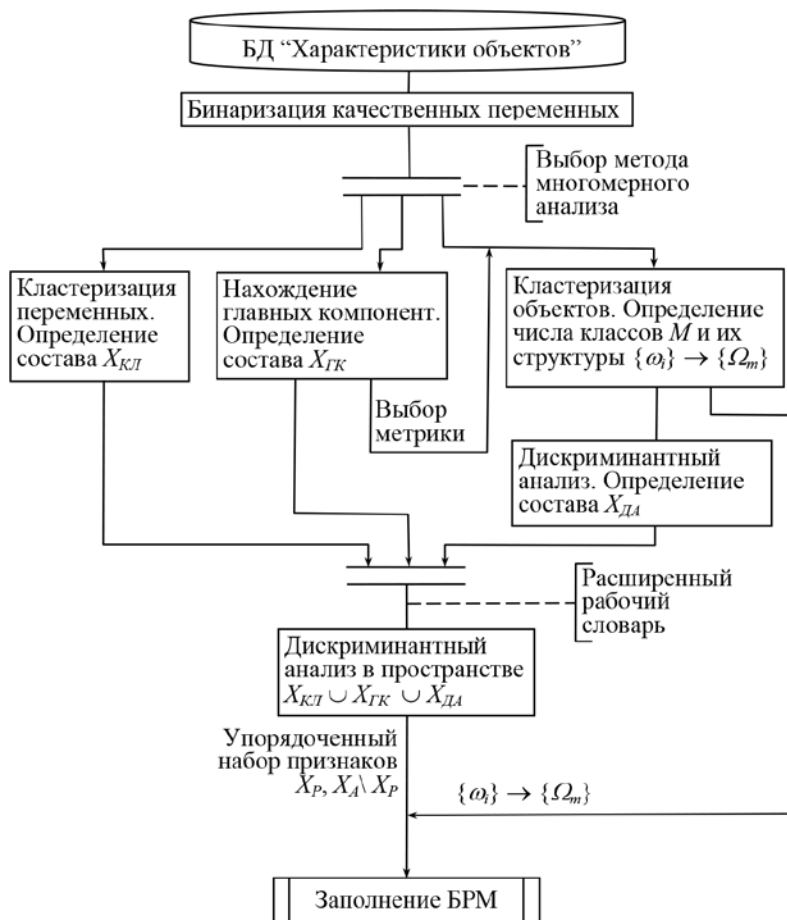 БД “Характеристики объектов”
Бинаризация качественных переменных
Выбор метода
многомерного
анализа
Кластеризация
переменных.
Определение
состава X_КЛ
Нахождение
главных компонент.
Определение
состава X_ГК
Кластеризация
объектов. Определение
числа классов M и их
структуры {ω_i} → {Ω_m}
Выбор
метрики
Дискриминантный
анализ. Определение
состава X_ДА
Расширенный
рабочий
словарь
Дискриминантный
анализ в пространстве
X_КЛ ∪ X_ГК ∪ X_ДА
Упорядоченный
набор признаков
X_P, X_A\ X_P
{ω_i} → {Ω_m}
Заполнение БРМ